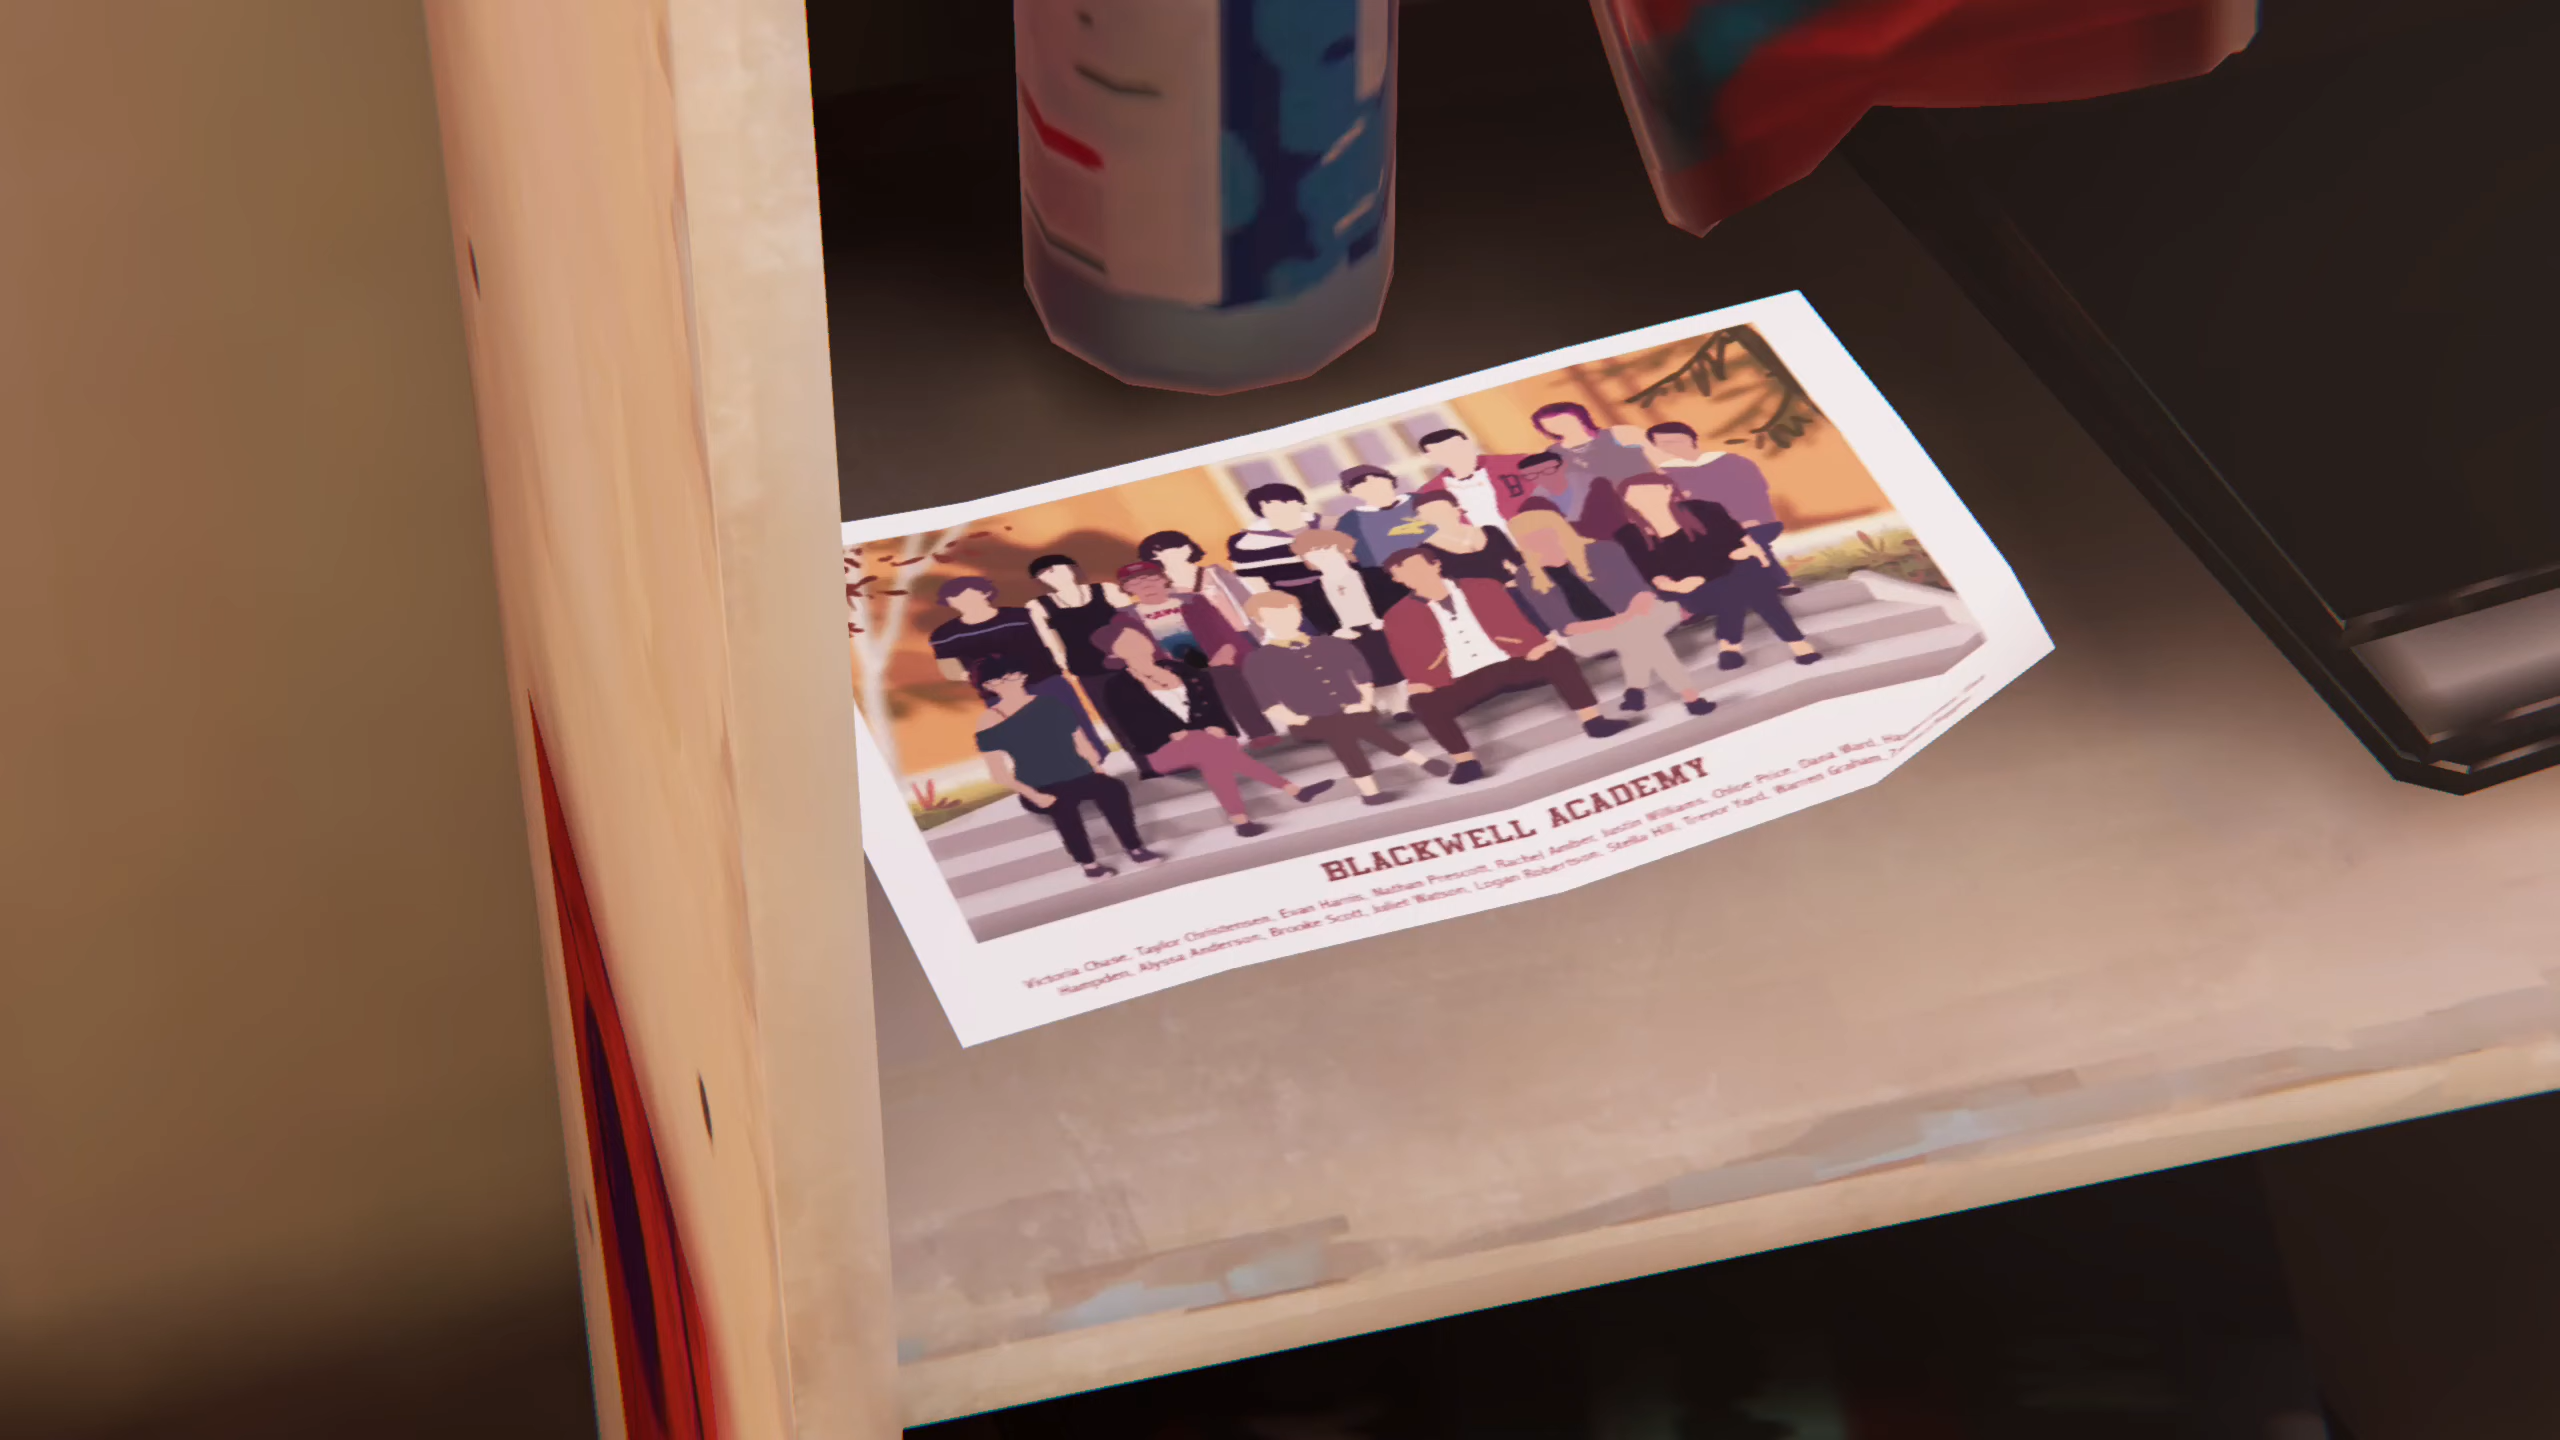 BLACKWELL ACADEMY
Victoria Chase, Taylor Christensen, Evan Harris, Nathan Prescott, Rachel Amber, Justin Williams, Chloe Price, Dana Ward,
Hampden, Alyssa Anderson, Brooke Scott, Juliet Watson, Logan Robertson, Stella Hill, Trevor Yard, Warren Graham,